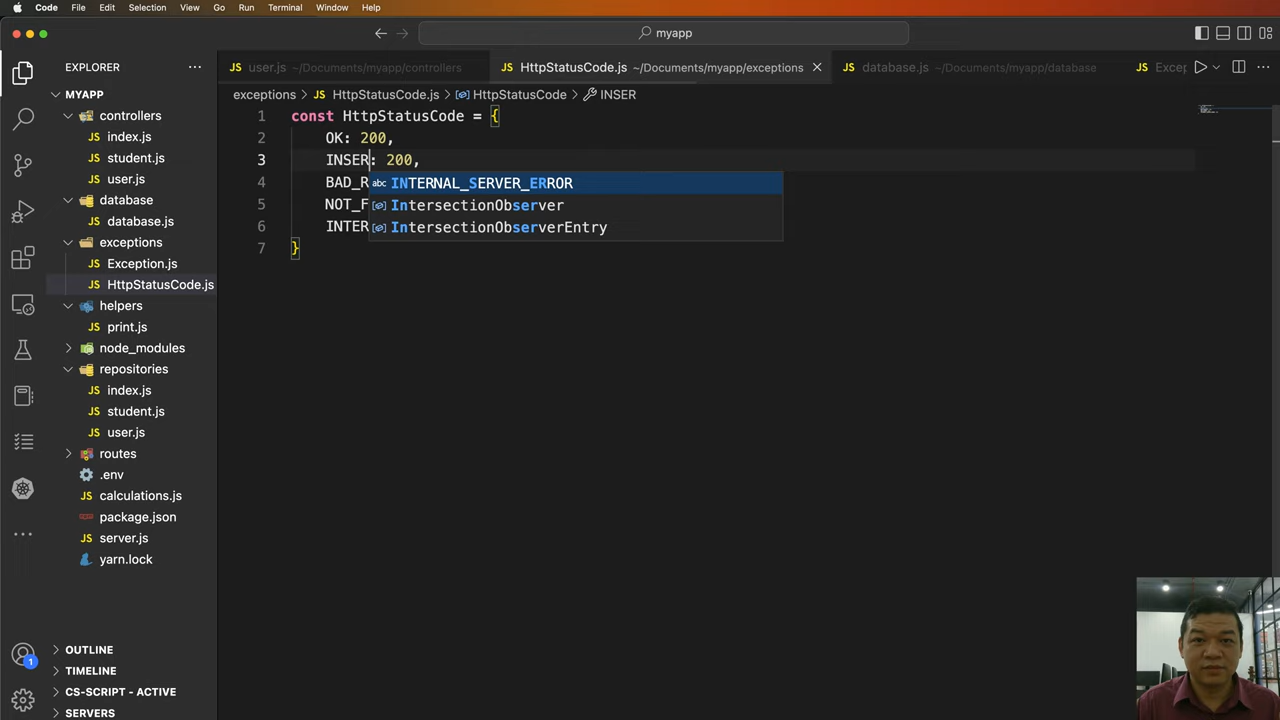 Code File Edit Selection View Go Run Terminal Window Help
myapp
EXPLORER
user.js ~/Documents/myapp/controllers
HttpStatusCode.js ~/Documents/myapp/exceptions
database.js ~/Documents/myapp/database
Excep
MYAPP
exceptions > HttpStatusCode.js > HttpStatusCode > INSER
controllers
index.js
student.js
user.js
database
database.js
exceptions
Exception.js
HttpStatusCode.js
helpers
print.js
node_modules
repositories
index.js
student.js
user.js
routes
.env
calculations.js
package.json
server.js
yarn.lock
OUTLINE
TIMELINE
CS-SCRIPT - ACTIVE
SERVERS
1 const HttpStatusCode = {
2 OK: 200,
3 INSER: 200,
4 BAD_R
5 NOT_F
6 INTER
7 }
INTERNAL_SERVER_ERROR
IntersectionObserver
IntersectionObserverEntry
1